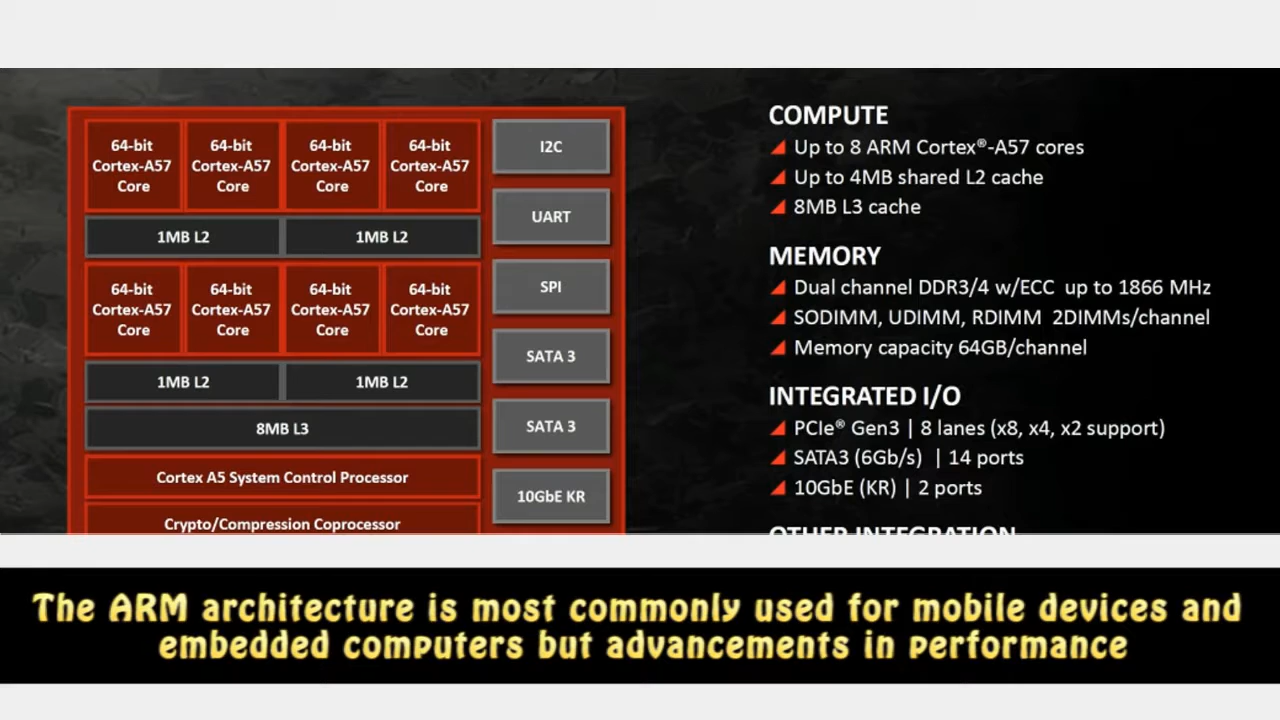 64-bit 64-bit 64-bit 64-bit
Cortex-A57 Cortex-A57 Cortex-A57 Cortex-A57
Core Core Core Core
1MB L2 1MB L2
64-bit 64-bit 64-bit 64-bit
Cortex-A57 Cortex-A57 Cortex-A57 Cortex-A57
Core Core Core Core
1MB L2 1MB L2
8MB L3
Cortex A5 System Control Processor
Crypto/Compression Coprocessor
I2C
UART
SPI
SATA 3
SATA 3
10GbE KR
COMPUTE
Up to 8 ARM Cortex®-A57 cores
Up to 4MB shared L2 cache
8MB L3 cache
MEMORY
Dual channel DDR3/4 w/ECC up to 1866 MHz
SODIMM, UDIMM, RDIMM 2DIMMs/channel
Memory capacity 64GB/channel
INTEGRATED I/O
PCIe® Gen3 | 8 lanes (x8, x4, x2 support)
SATA3 (6Gb/s) | 14 ports
10GbE (KR) | 2 ports
OTHER INTEGRATION
The ARM architecture is most commonly used for mobile devices and
embedded computers but advancements in performance